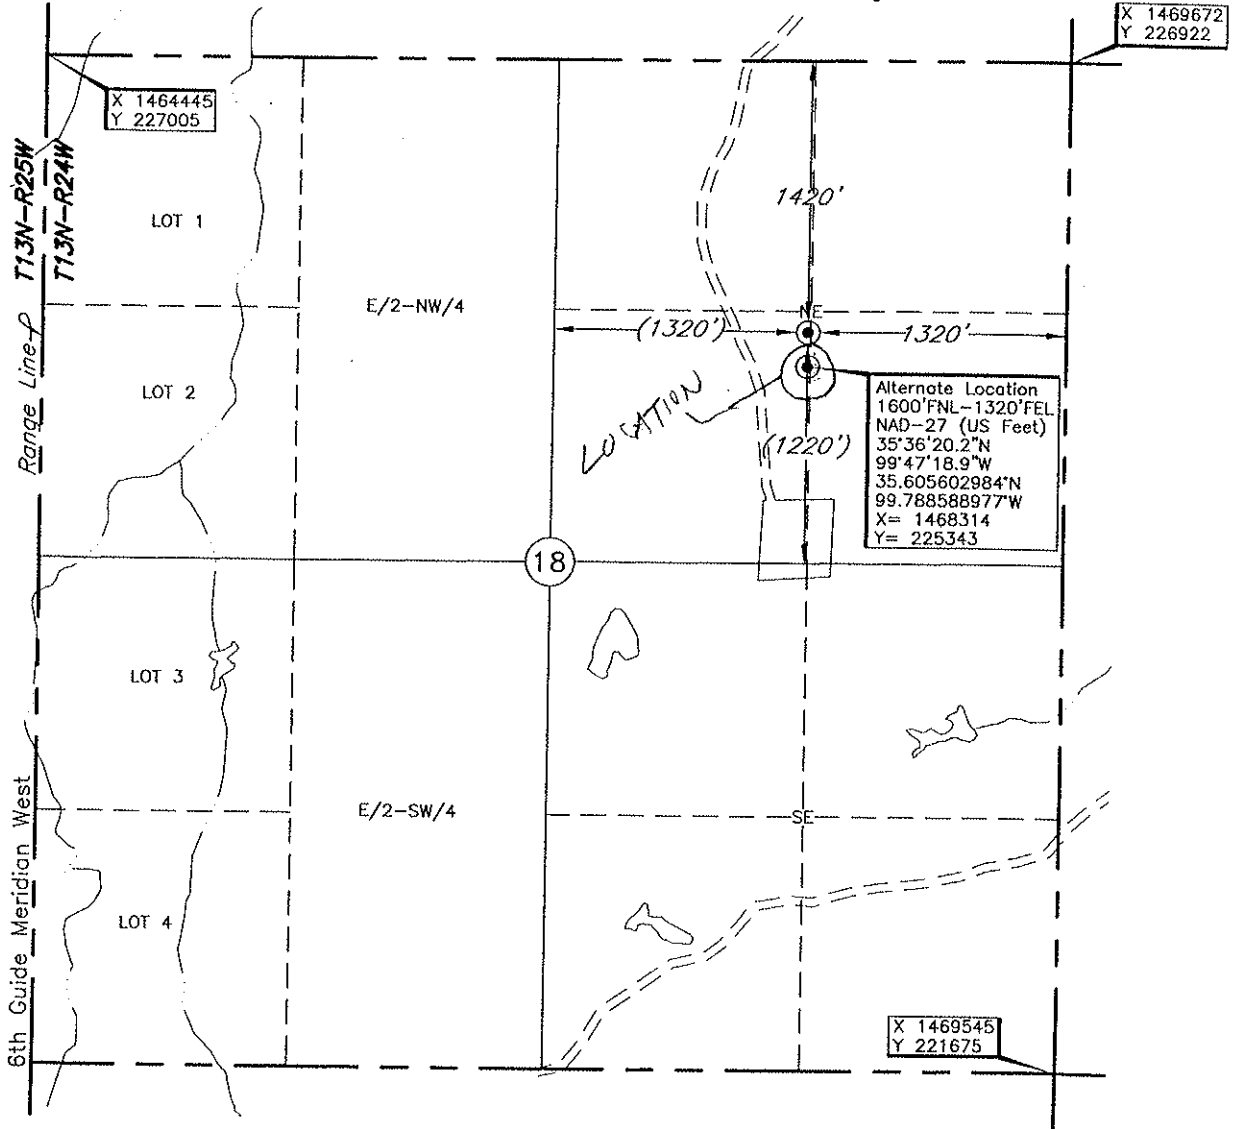 X 1469672
Y 226922
X 1464445
Y 227005
T13N-R25W
T13N-R24W
Range Line
6th Guide Meridian West
LOT 1
1420'
E/2-NW/4
NE
(1320')
1320'
LOT 2
LOCATION
Alternate Location
1600'FNL-1320'FEL
NAD-27 (US Feet)
35°36'20.2"N
99°47'18.9"W
35.605602984°N
99.788588977°W
X= 1468314
Y= 225343
(1220')
18
LOT 3
E/2-SW/4
SE
LOT 4
X 1469545
Y 221675